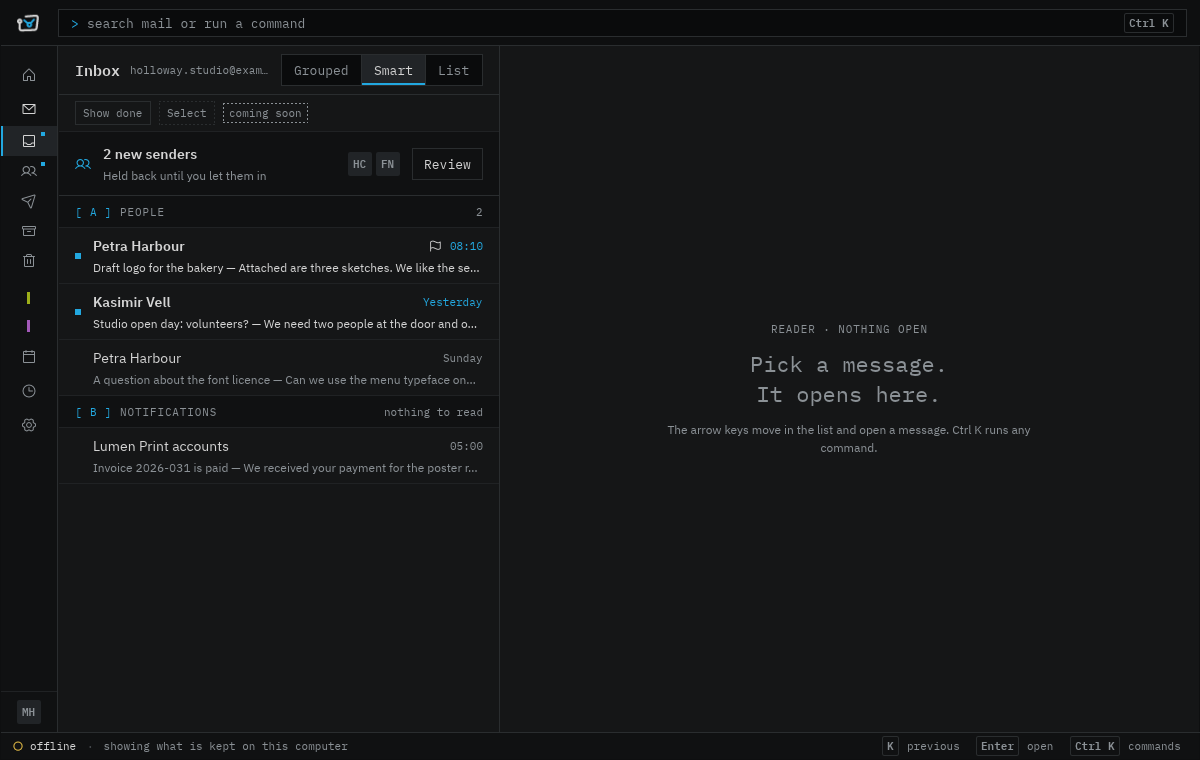 > search mail or run a command
Ctrl K
Inbox holloway.studio@exam…
Grouped Smart List
Show done Select coming soon
2 new senders
Held back until you let them in
HC FN Review
[ A ] PEOPLE 2
Petra Harbour 08:10
Draft logo for the bakery — Attached are three sketches. We like the se…
Kasimir Vell Yesterday
Studio open day: volunteers? — We need two people at the door and o…
Petra Harbour Sunday
A question about the font licence — Can we use the menu typeface on…
[ B ] NOTIFICATIONS nothing to read
Lumen Print accounts 05:00
Invoice 2026-031 is paid — We received your payment for the poster r…
READER · NOTHING OPEN
Pick a message.
It opens here.
The arrow keys move in the list and open a message. Ctrl K runs any
command.
MH
offline · showing what is kept on this computer
K previous Enter open Ctrl K commands